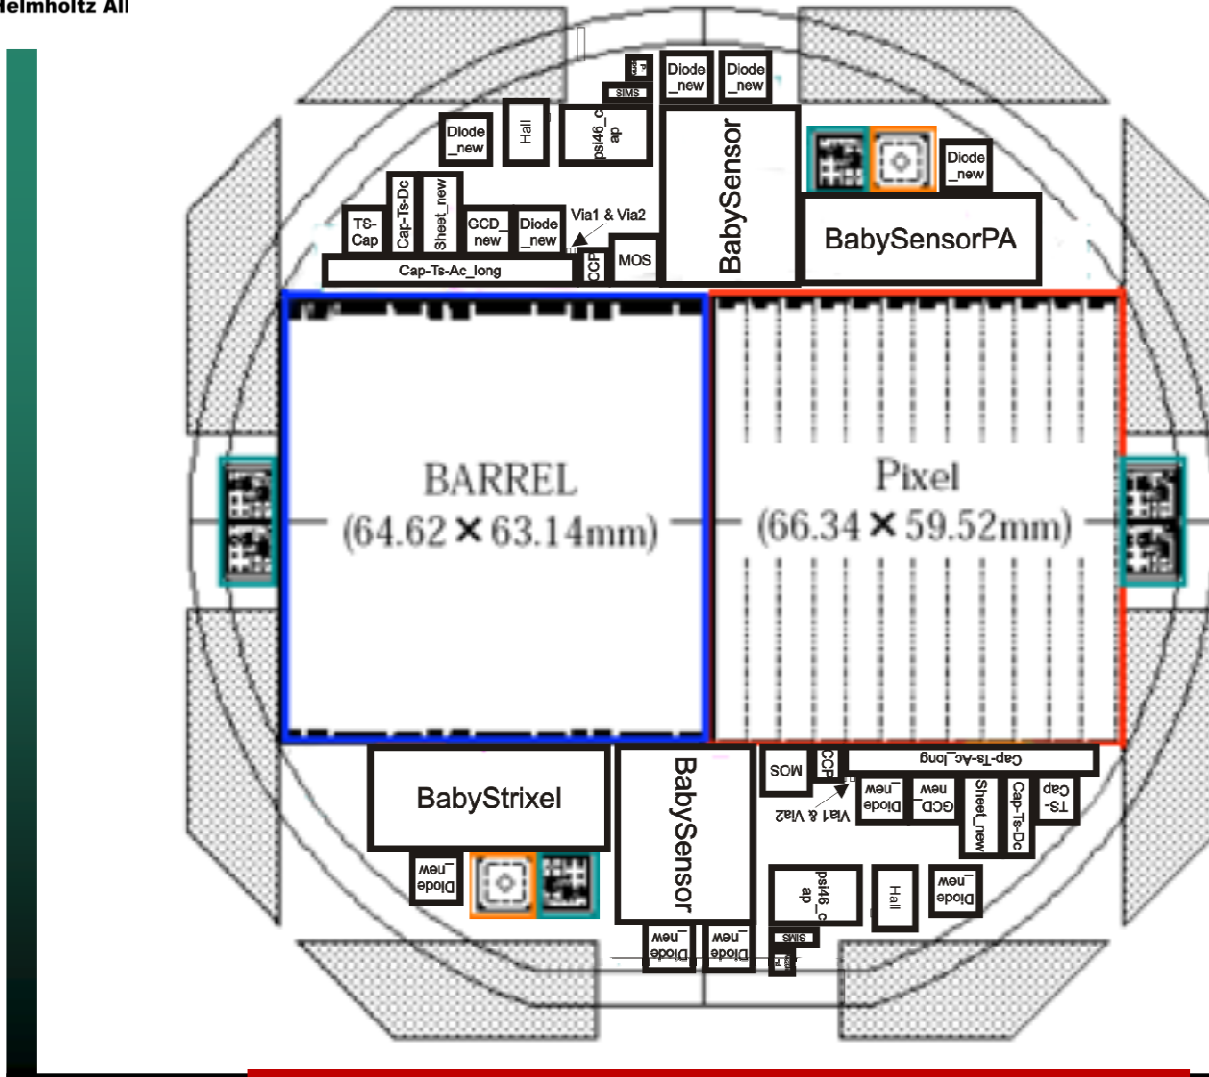 Helmholtz All
Diode
_new
Diode
_new
SIMS
Diode
_new
Hall
psi46_c
ap
BabySensor
Diode
_new
TS-
Cap
Cap-Ts-Dc
Sheet_new
GCD_
new
Diode
_new
Via1 & Via2
CCP
MOS
BabySensorPA
Cap-Ts-Ac_long
BARREL
(64.62 × 63.14mm)
Pixel
(66.34 × 59.52mm)
BabyStrixel
BabySensor
MOS
CCP
Cap-Ts-Ac_long
Via1 & Via2
Diode
_new
GCD_
new
Sheet_new
Cap-Ts-Dc
TS-
Cap
Diode
_new
psi46_c
ap
Hall
Diode
_new
Diode
_new
Diode
_new
SIMS